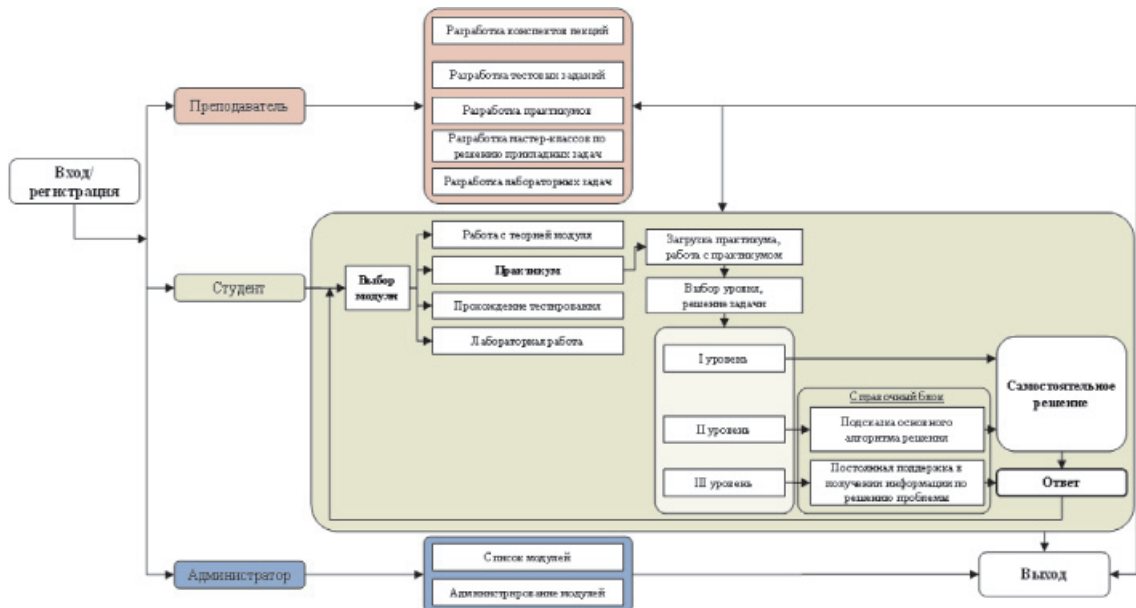 Разработка конспектов лекций
Разработка тестовых заданий
Преподаватель
Разработка практикумов
Разработка мастер-классов по
решению прикладных задач
Разработка лабораторных задач
Вход/
регистрация
Работа с теорией модуля
Загрузка практикума,
работа с практикумом
Практикум
Студент
Выбор
модуля
Выбор уровня,
решение задачи
Прохождение тестирования
Лабораторная работа
I уровень
Самостоятельное
решение
Справочный блок
II уровень
Подсказка основного
алгоритма решения
III уровень
Постоянная поддержка в
получении информации по
решению проблемы
Ответ
Список модулей
Администратор
Администрирование модулей
Выход